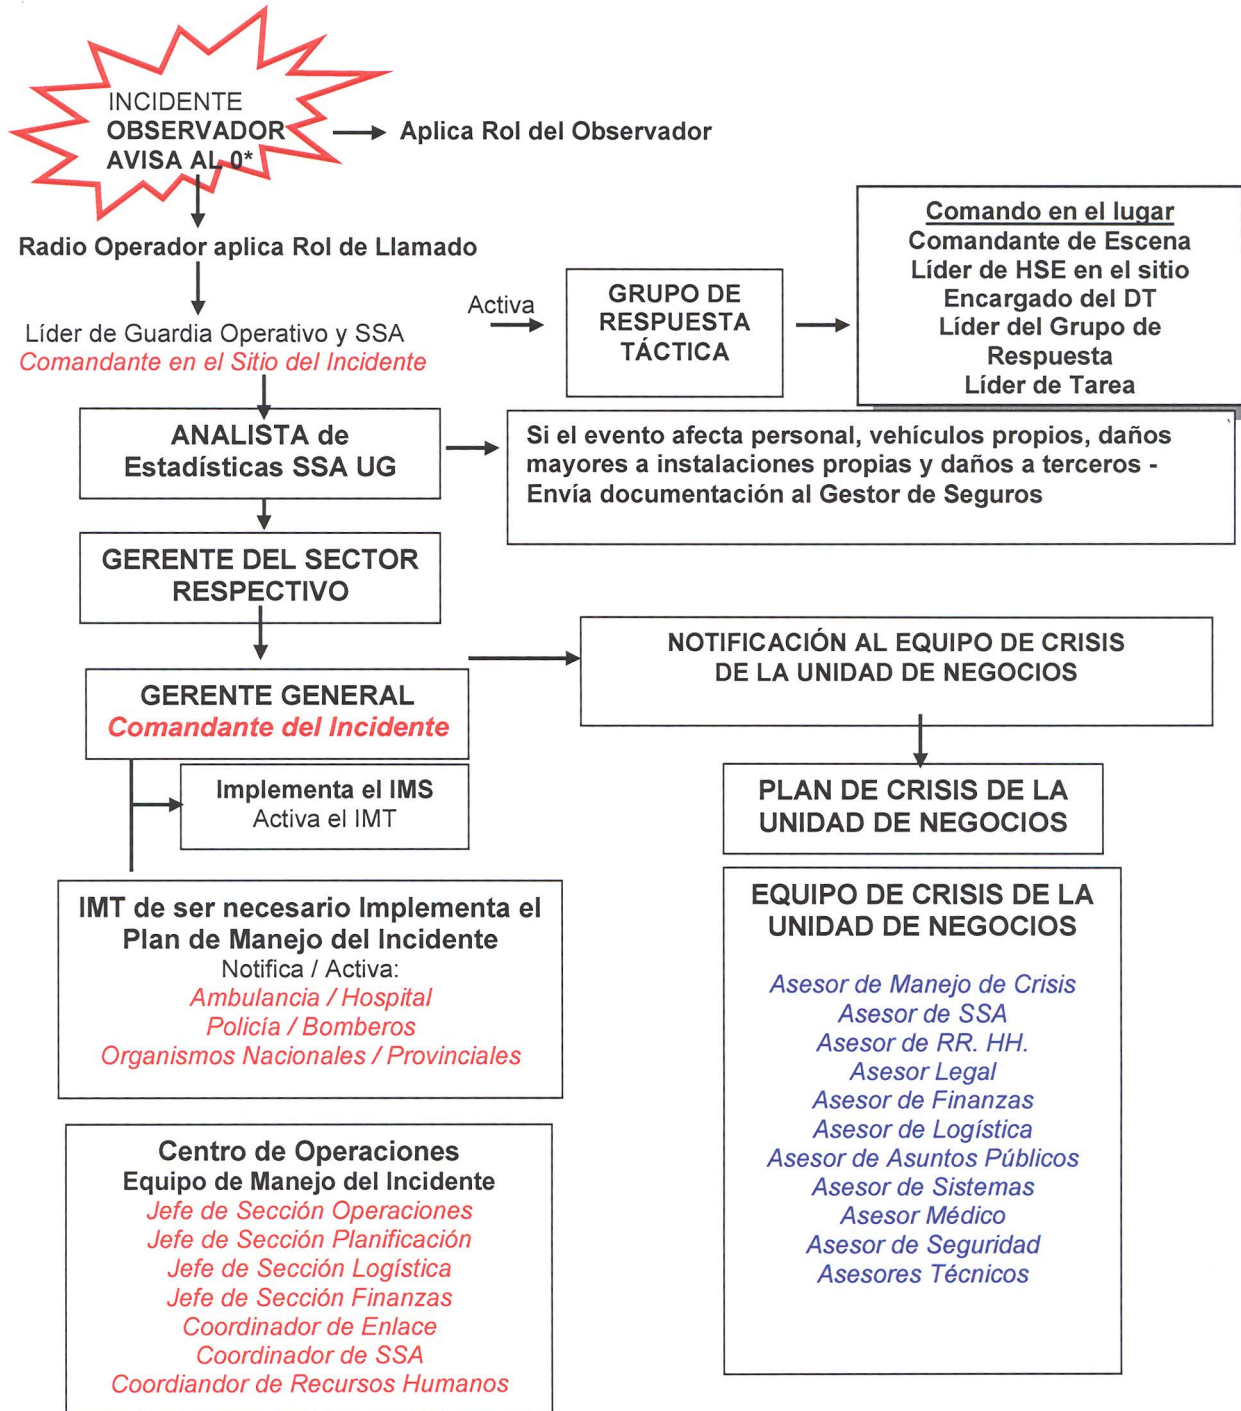 INCIDENTE
OBSERVADOR
AVISA AL 0*
Aplica Rol del Observador
Radio Operador aplica Rol de Llamado
Líder de Guardia Operativo y SSA
Comandante en el Sitio del Incidente
Activa
GRUPO DE
RESPUESTA
TÁCTICA
Comando en el lugar
Comandante de Escena
Líder de HSE en el sitio
Encargado del DT
Líder del Grupo de
Respuesta
Líder de Tarea
ANALISTA de
Estadísticas SSA UG
Si el evento afecta personal, vehículos propios, daños
mayores a instalaciones propias y daños a terceros -
Envía documentación al Gestor de Seguros
GERENTE DEL SECTOR
RESPECTIVO
GERENTE GENERAL
Comandante del Incidente
NOTIFICACIÓN AL EQUIPO DE CRISIS
DE LA UNIDAD DE NEGOCIOS
Implementa el IMS
Activa el IMT
PLAN DE CRISIS DE LA
UNIDAD DE NEGOCIOS
IMT de ser necesario Implementa el
Plan de Manejo del Incidente
Notifica / Activa:
Ambulancia / Hospital
Policía / Bomberos
Organismos Nacionales / Provinciales
EQUIPO DE CRISIS DE LA
UNIDAD DE NEGOCIOS
Asesor de Manejo de Crisis
Asesor de SSA
Asesor de RR. HH.
Asesor Legal
Asesor de Finanzas
Asesor de Logística
Asesor de Asuntos Públicos
Asesor de Sistemas
Asesor Médico
Asesor de Seguridad
Asesores Técnicos
Centro de Operaciones
Equipo de Manejo del Incidente
Jefe de Sección Operaciones
Jefe de Sección Planificación
Jefe de Sección Logística
Jefe de Sección Finanzas
Coordinador de Enlace
Coordinador de SSA
Coordiandor de Recursos Humanos